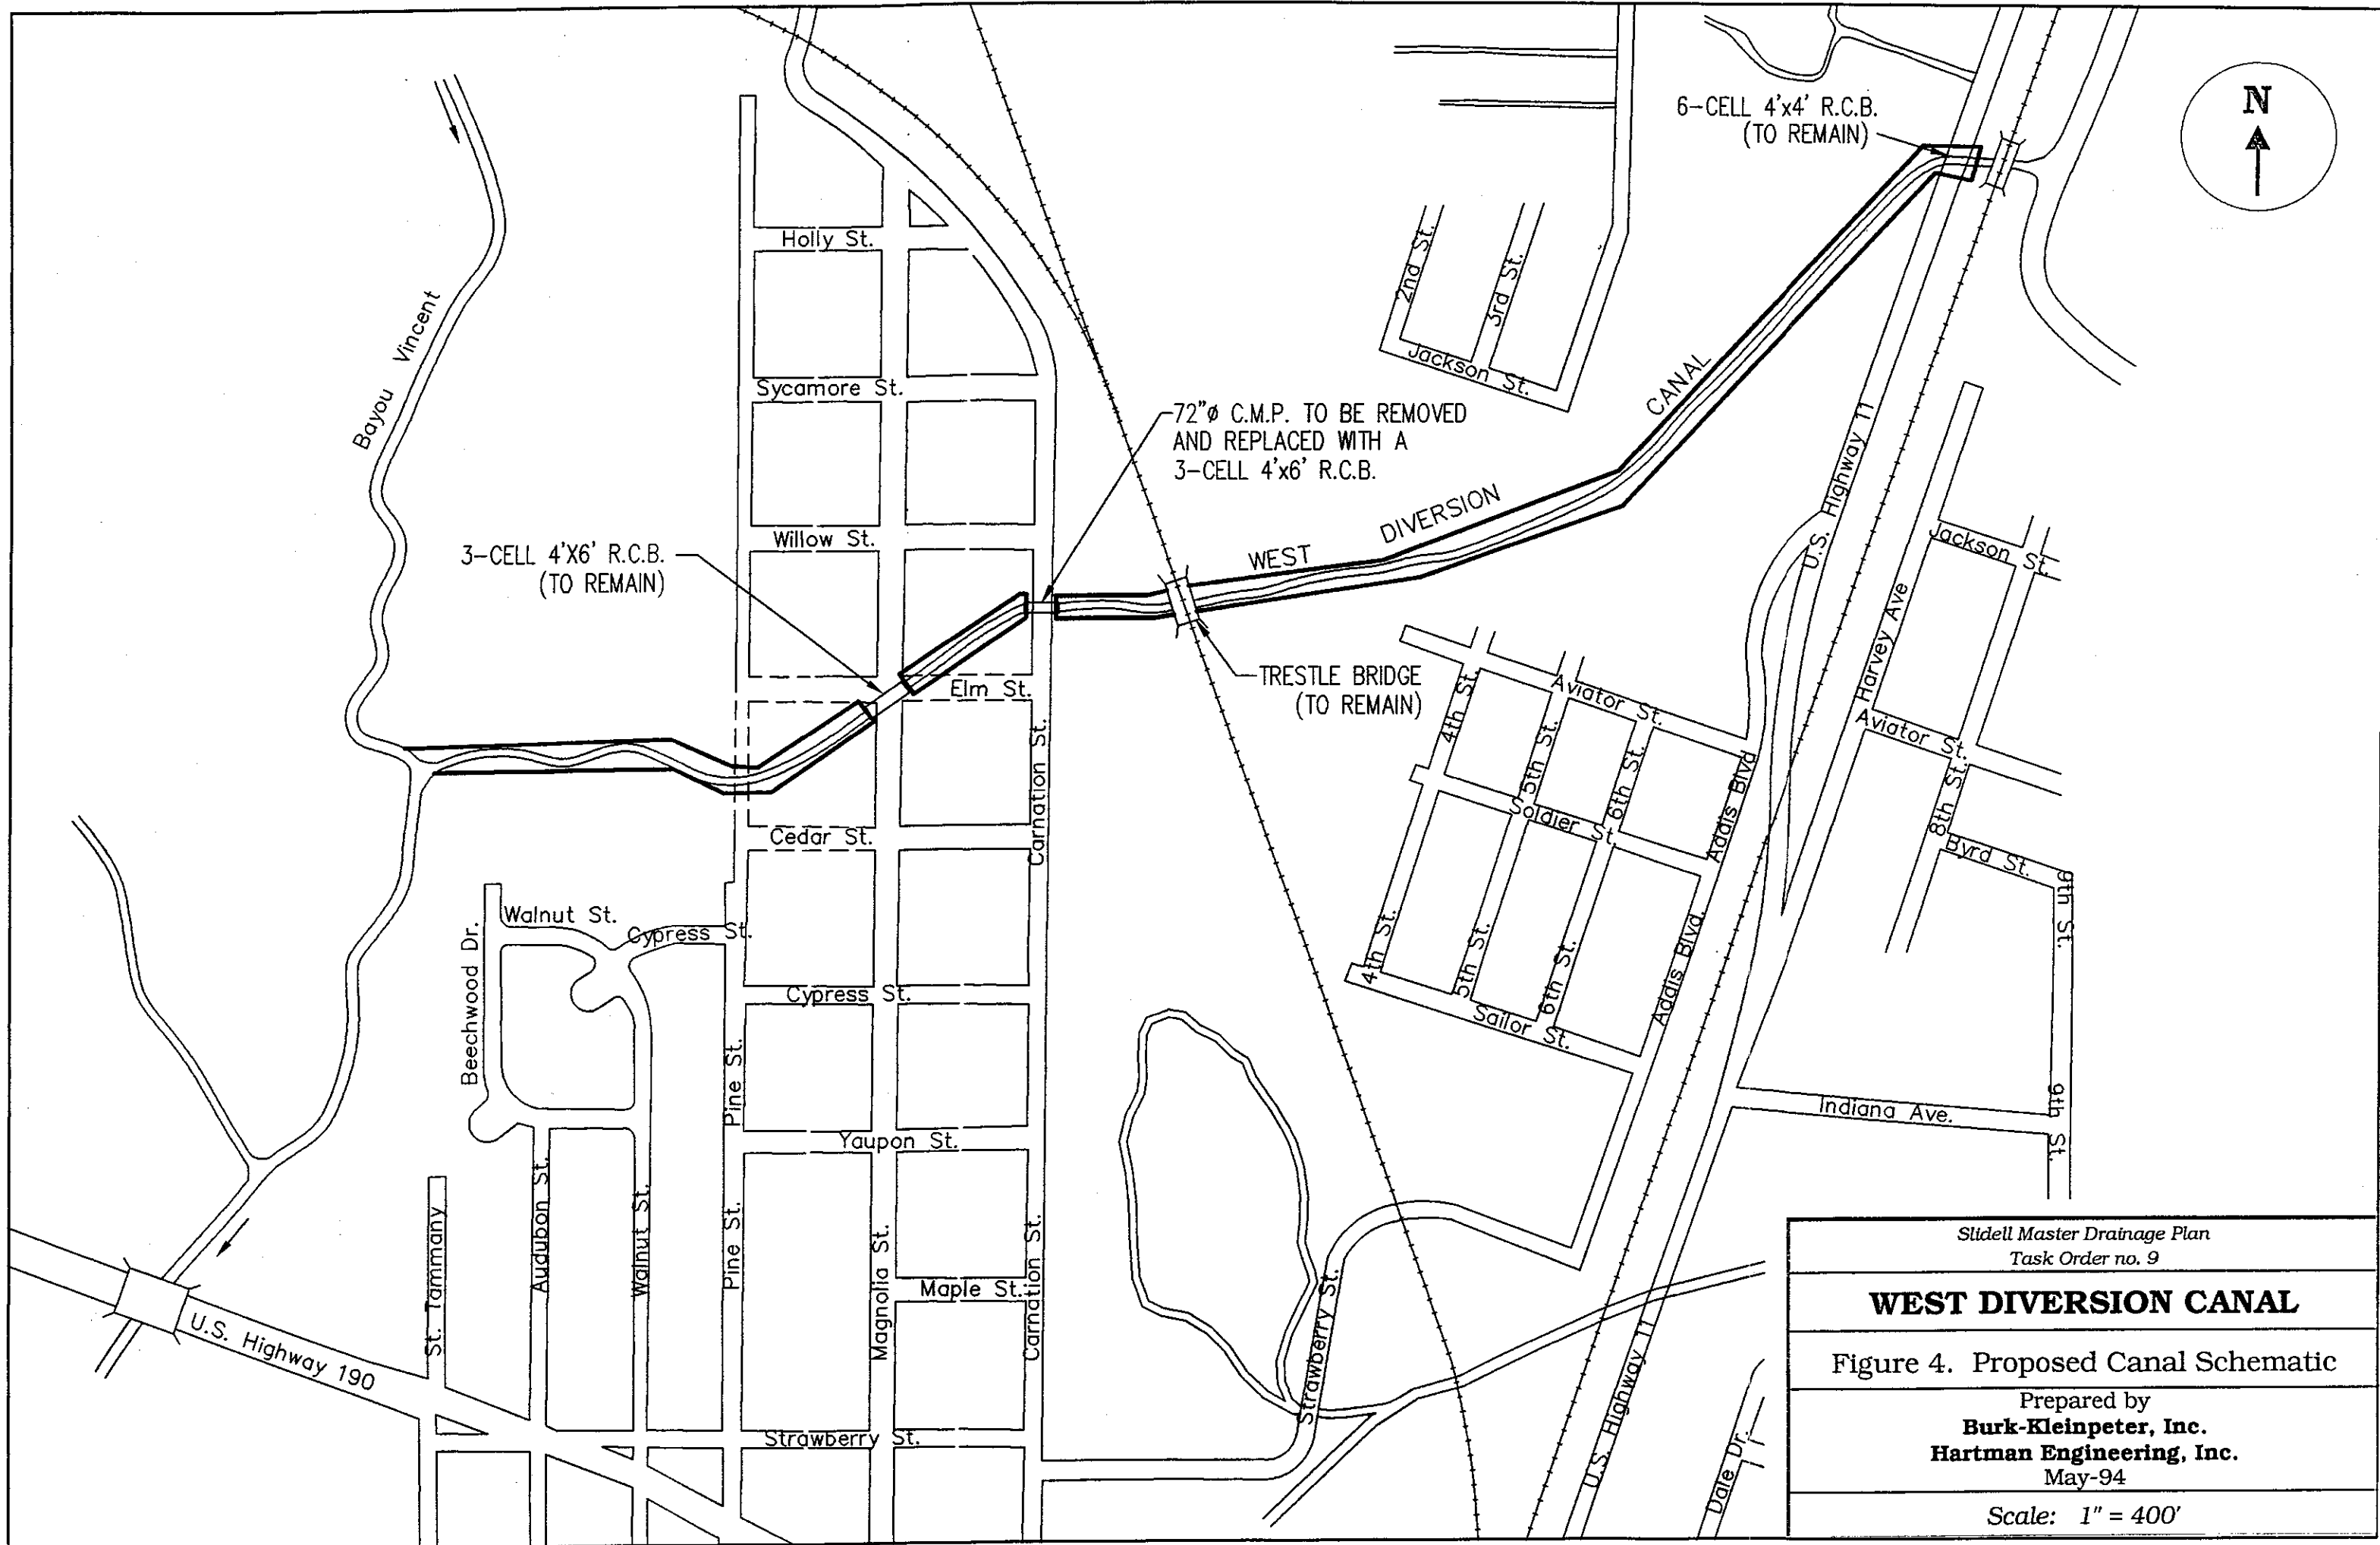 6-CELL 4'x4' R.C.B.
(TO REMAIN)
N
Holly St.
2nd St.
3rd St.
Jackson St.
Bayou Vincent
Sycamore St.
72"ø C.M.P. TO BE REMOVED
AND REPLACED WITH A
3-CELL 4'x6' R.C.B.
WEST DIVERSION CANAL
U.S. Highway 11
Willow St.
3-CELL 4'X6' R.C.B.
(TO REMAIN)
Jackson St.
Harvey Ave
TRESTLE BRIDGE
(TO REMAIN)
Elm St.
4th St.
Aviator St.
5th St.
6th St.
Aviator St.
Carnation St.
Cedar St.
Soldier St.
Addis Blvd
8th St.
Byrd St.
9th St.
Walnut St.
Cypress St.
Beechwood Dr.
4th St.
5th St.
6th St.
Addis Blvd.
Cypress St.
Sailor St.
Pine St.
Indiana Ave.
9th St.
Yaupon St.
St. Tammany
Audubon St.
Walnut St.
Pine St.
Magnolia St.
Maple St.
Carnation St.
Strawberry St.
U.S. Highway 190
U.S. Highway 11
Strawberry St.
Dale Dr.
Slidell Master Drainage Plan
Task Order no. 9
WEST DIVERSION CANAL
Figure 4. Proposed Canal Schematic
Prepared by
Burk-Kleinpeter, Inc.
Hartman Engineering, Inc.
May-94
Scale: 1" = 400'